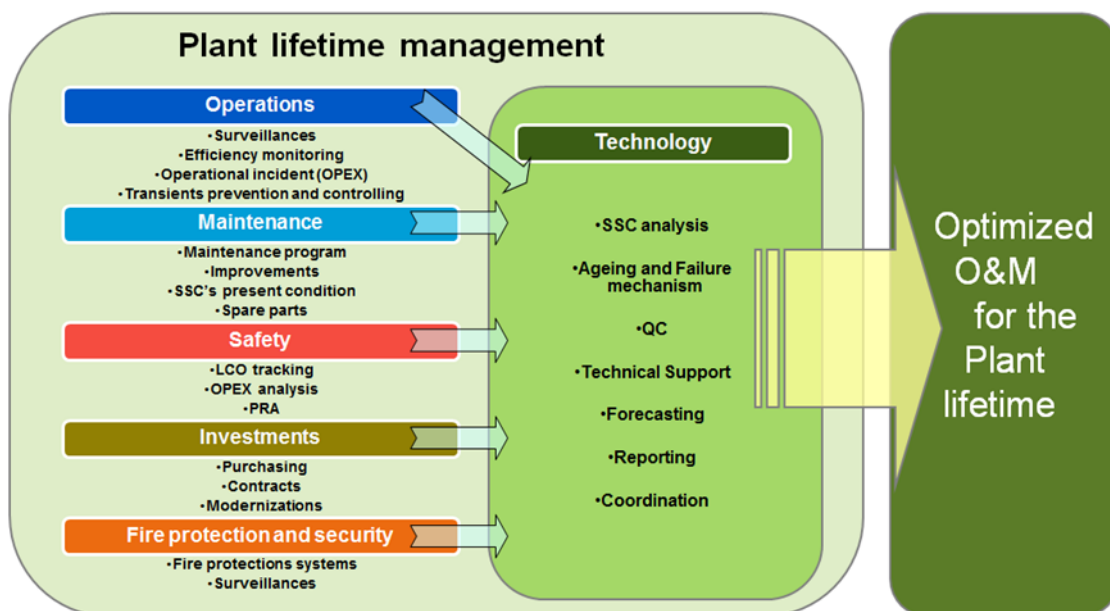 Plant lifetime management
Operations
•Surveillances
•Efficiency monitoring
•Operational incident (OPEX)
•Transients prevention and controlling
Maintenance
•Maintenance program
•Improvements
•SSC's present condition
•Spare parts
Safety
•LCO tracking
•OPEX analysis
•PRA
Investments
•Purchasing
•Contracts
•Modernizations
Fire protection and security
•Fire protections systems
•Surveillances
Technology
•SSC analysis
•Ageing and Failure
mechanism
•QC
•Technical Support
•Forecasting
•Reporting
•Coordination
Optimized
O&M
for the
Plant
lifetime